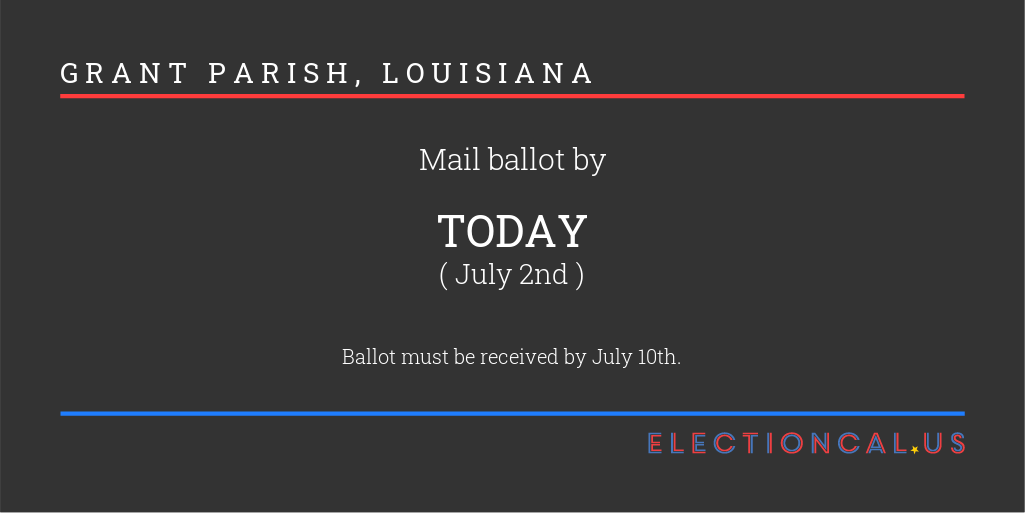 GRANT PARISH, LOUISIANA
Mail ballot by
TODAY
( July 2nd )
Ballot must be received by July 10th.
ELECTIONCAL.US